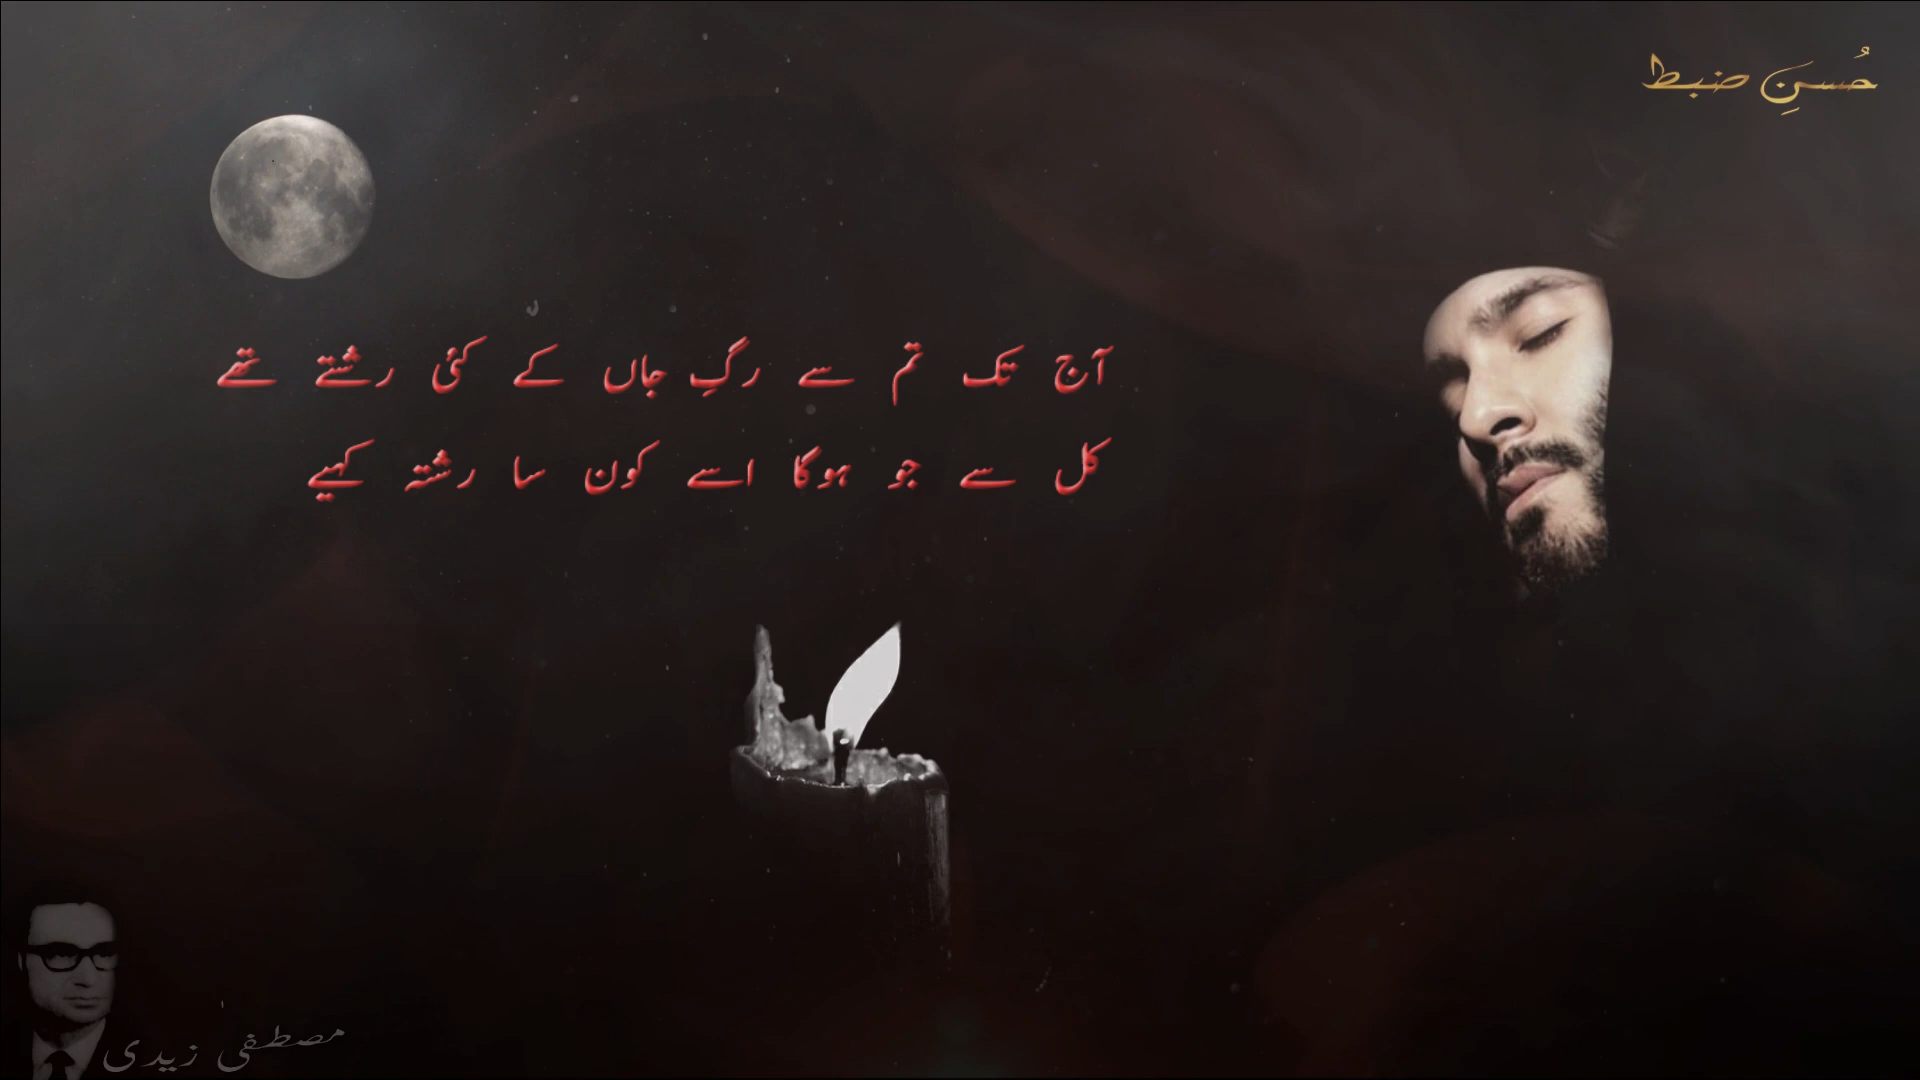 حُسنِ ضبط
آج تک تم سے رگِ جاں کے کئی رشتے تھے
کل سے جو ہوگا اسے کون سا رشتہ کہیے
مصطفی زیدی